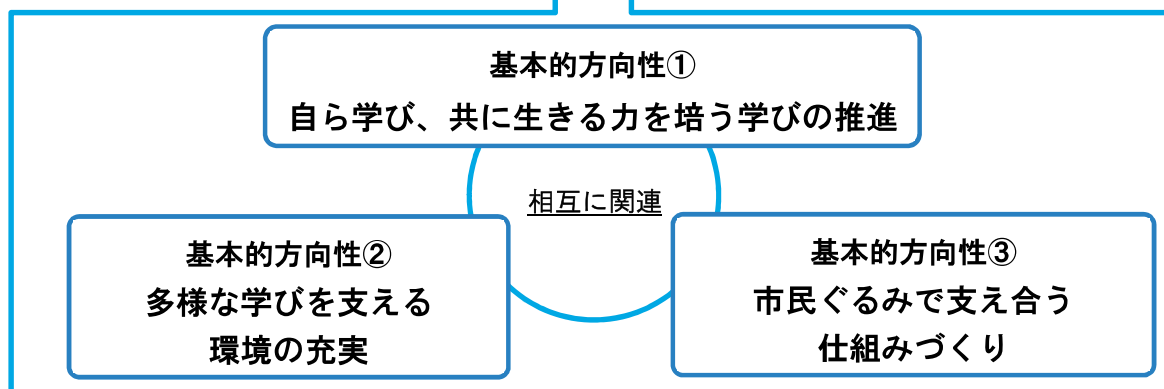 基本的方向性①
自ら学び、共に生きる力を培う学びの推進
相互に関連
基本的方向性②
多様な学びを支える
環境の充実
基本的方向性③
市民ぐるみで支え合う
仕組みづくり